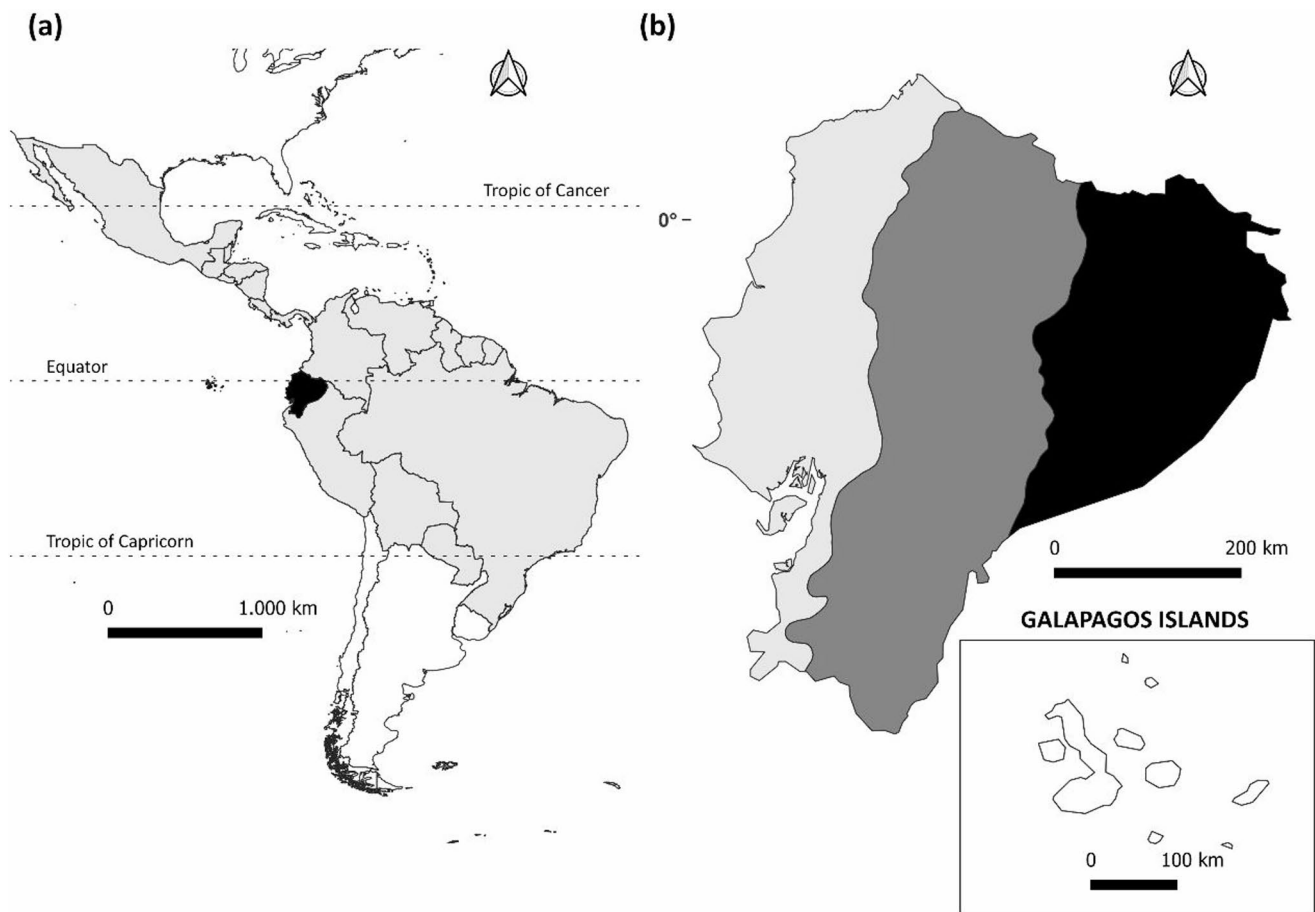 (a)
Tropic of Cancer
Equator
Tropic of Capricorn
0 1.000 km
(b)
0°
0 200 km
GALAPAGOS ISLANDS
0 100 km